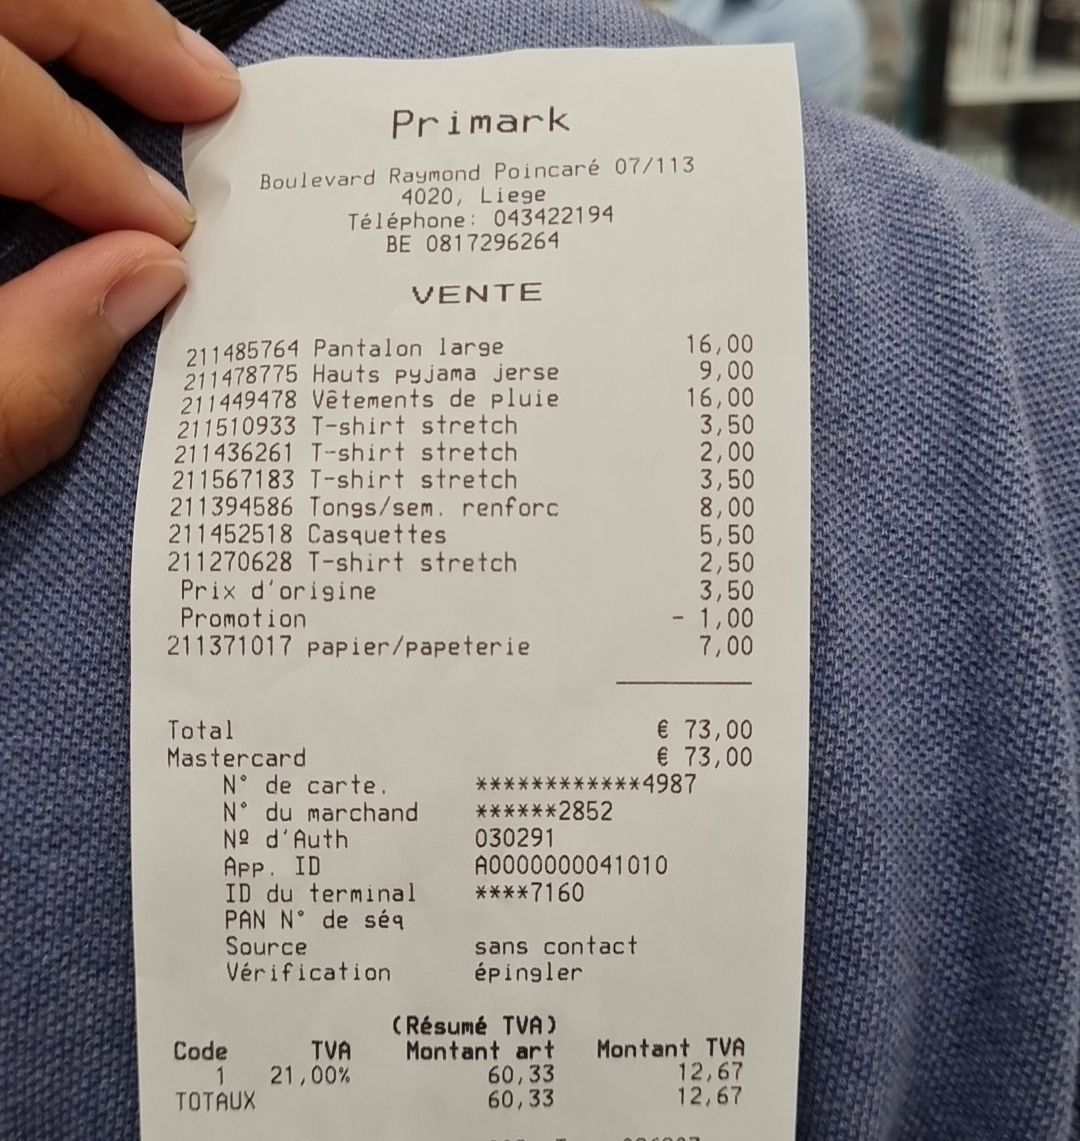 Primark
Boulevard Raymond Poincaré 07/113
4020, Liege
Téléphone: 043422194
BE 0817296264
VENTE
211485764 Pantalon large 16,00
211478775 Hauts pyjama jerse 9,00
211449478 Vêtements de pluie 16,00
211510933 T-shirt stretch 3,50
211436261 T-shirt stretch 2,00
211567183 T-shirt stretch 3,50
211394586 Tongs/sem. renforc 8,00
211452518 Casquettes 5,50
211270628 T-shirt stretch 2,50
Prix d'origine 3,50
Promotion - 1,00
211371017 papier/papeterie 7,00
Total € 73,00
Mastercard € 73,00
N° de carte. ************4987
N° du marchand ******2852
Nº d'Auth 030291
App. ID A0000000041010
ID du terminal ****7160
PAN N° de séq
Source sans contact
Vérification épingler
(Résumé TVA)
Code TVA Montant art Montant TVA
1 21,00% 60,33 12,67
TOTAUX 60,33 12,67